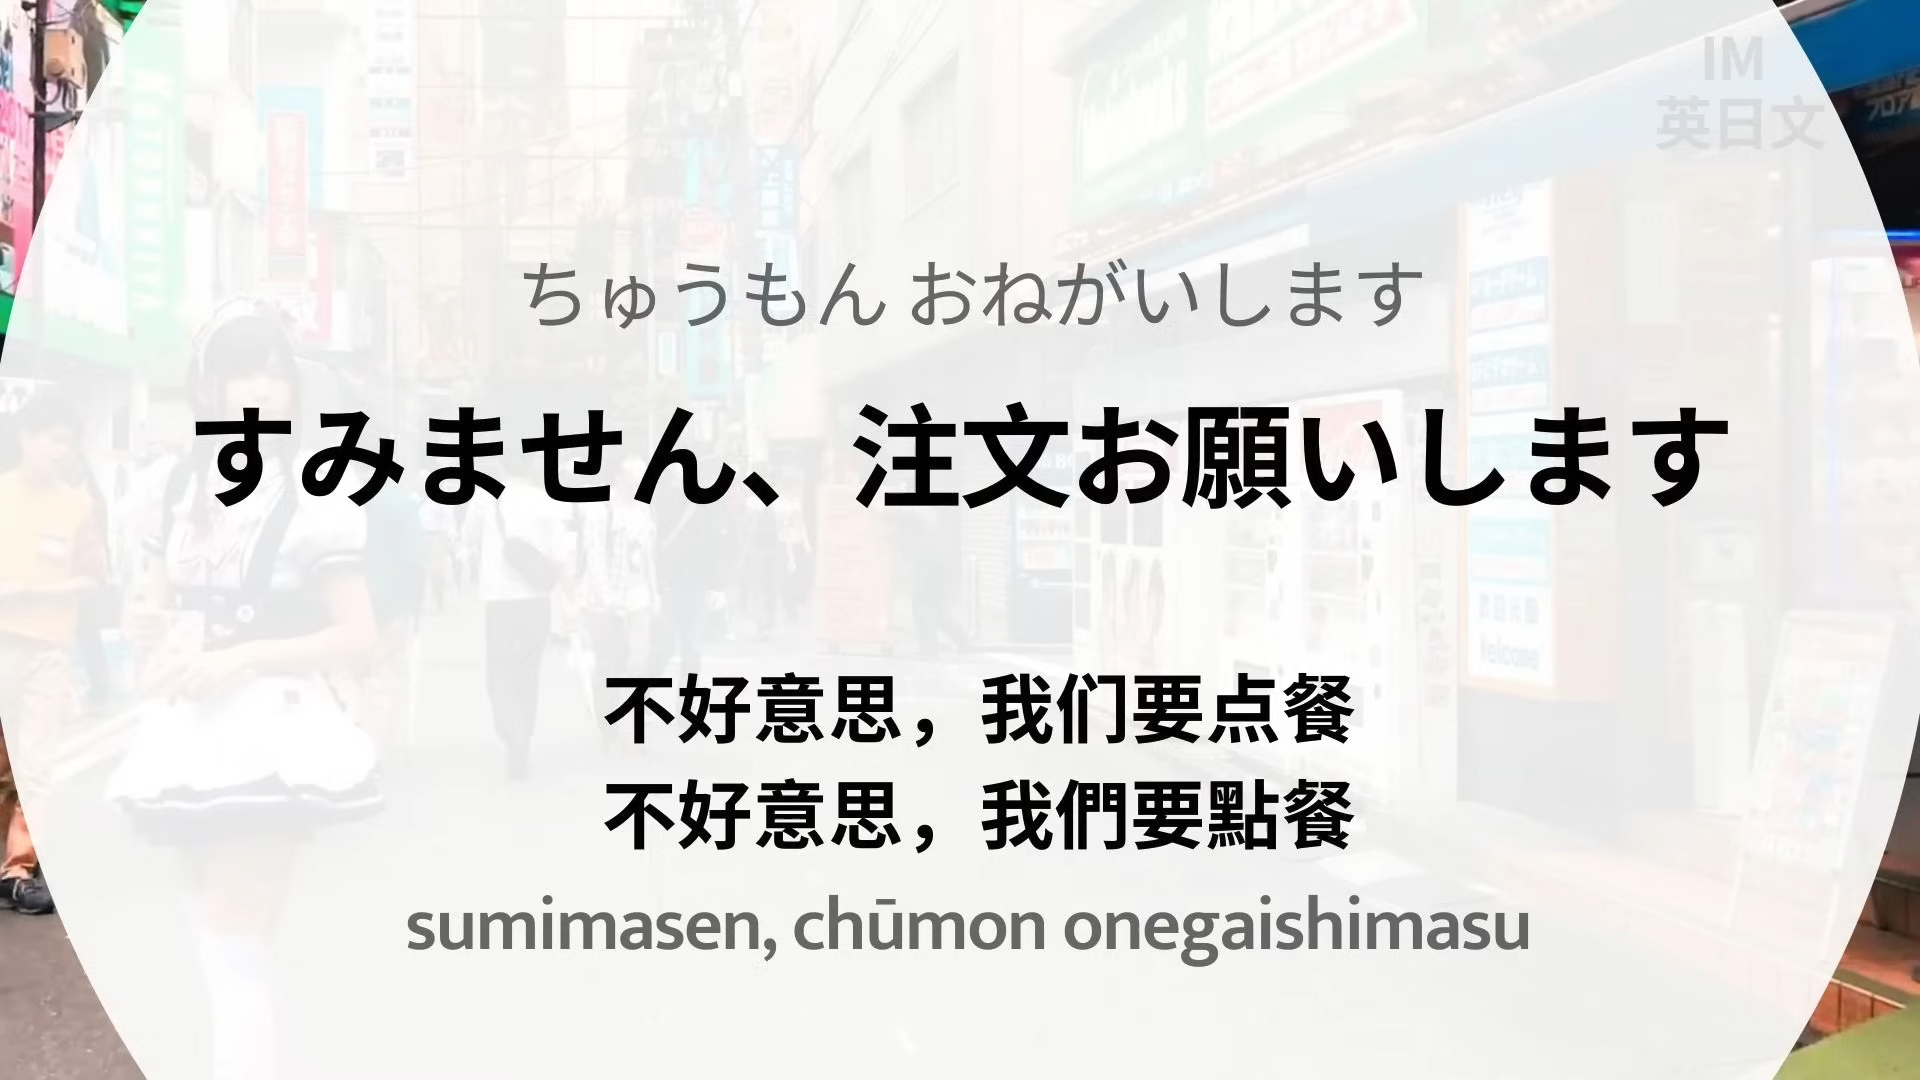 IM
英日文
ちゅうもん おねがいします
すみません、注文お願いします
不好意思，我们要点餐
不好意思，我們要點餐
sumimasen, chūmon onegaishimasu